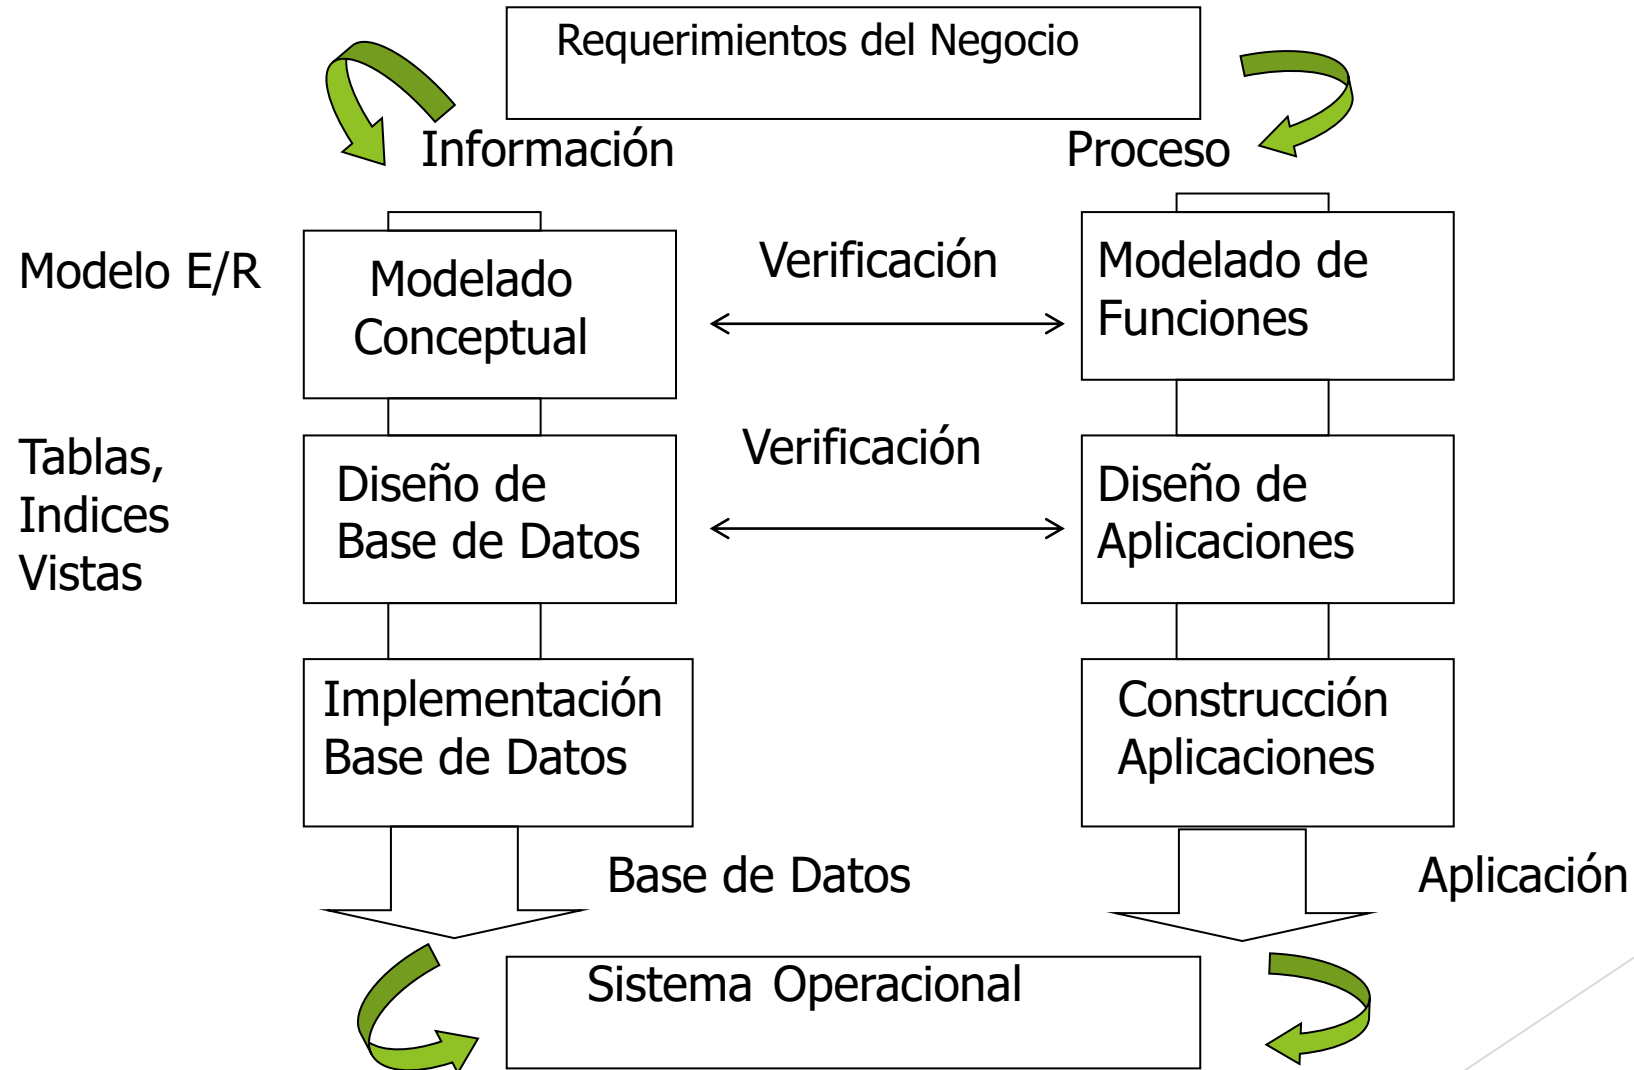 Requerimientos del Negocio
Información
Proceso
Modelo E/R
Modelado
Conceptual
Verificación
Modelado de
Funciones
Tablas,
Indices
Vistas
Diseño de
Base de Datos
Verificación
Diseño de
Aplicaciones
Implementación
Base de Datos
Construcción
Aplicaciones
Base de Datos
Aplicación
Sistema Operacional